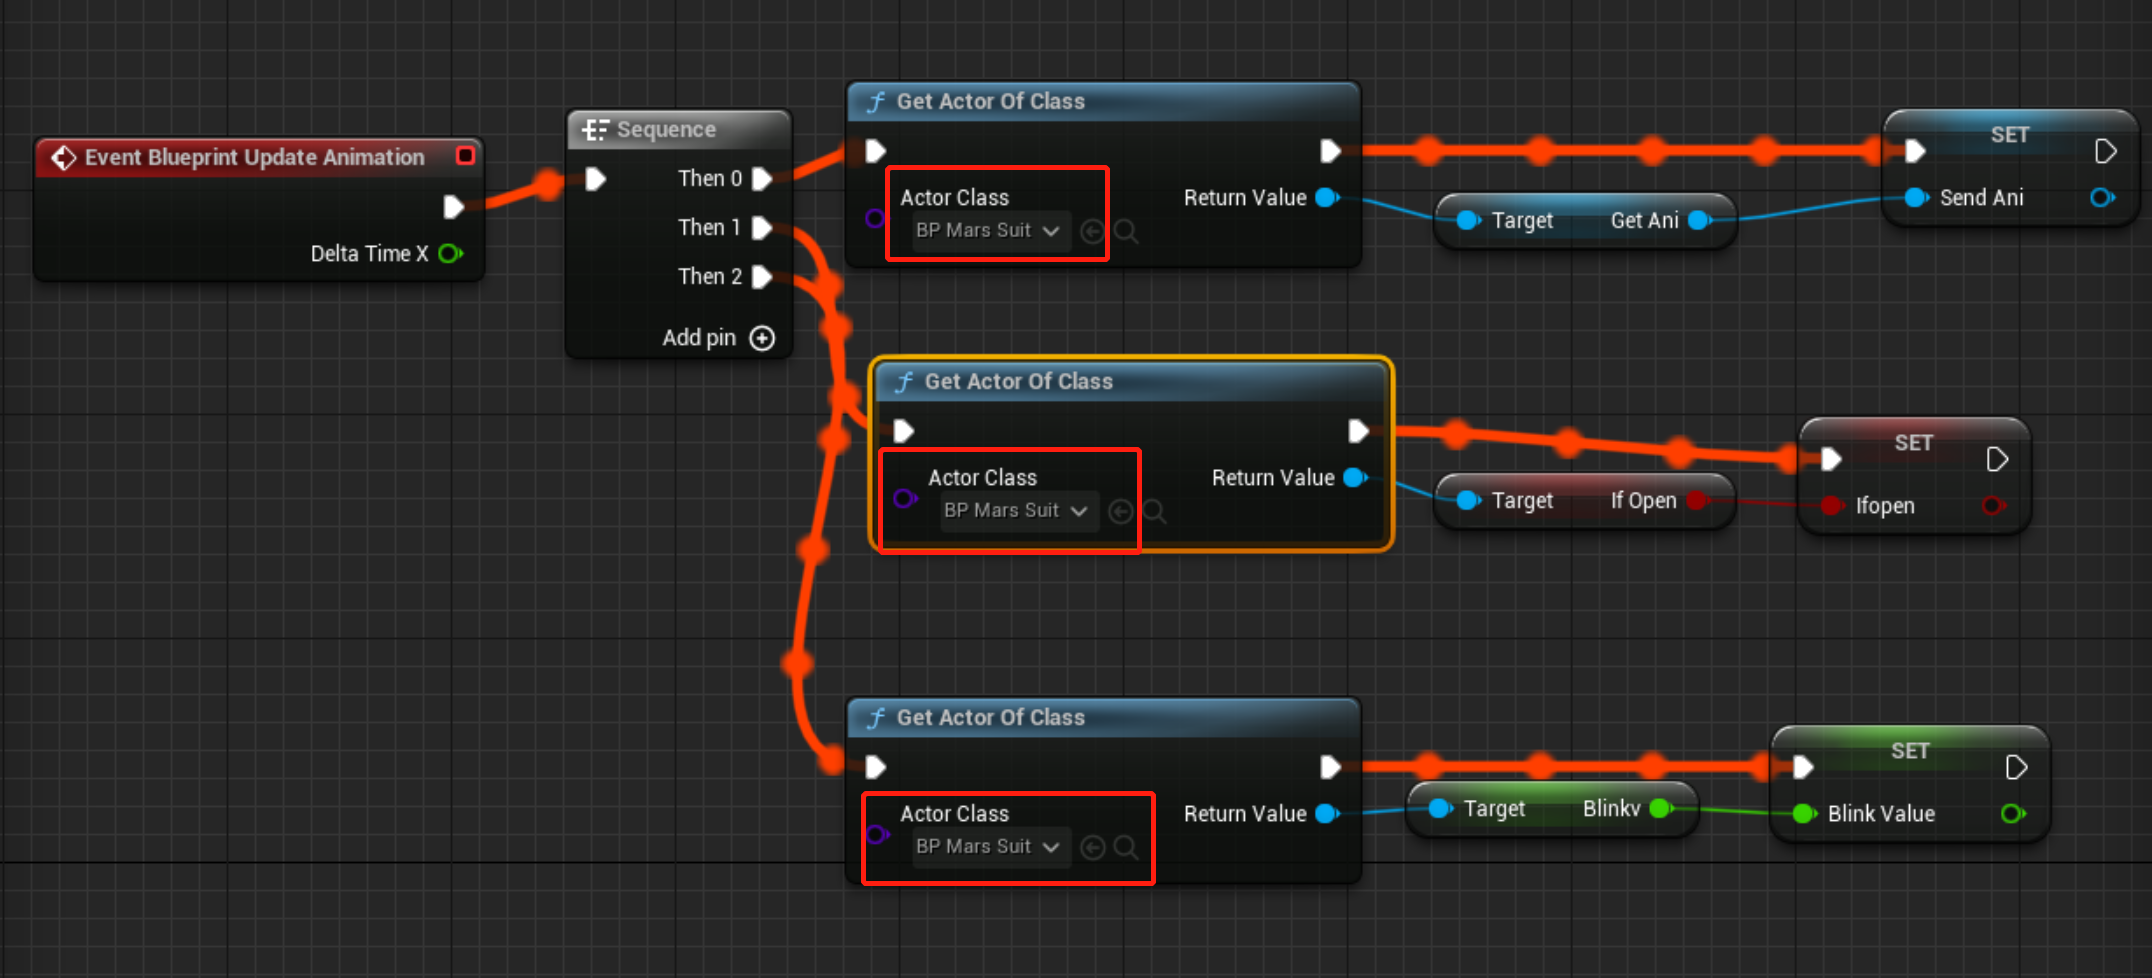 Event Blueprint Update Animation
Delta Time X
Sequence
Then 0
Then 1
Then 2
Add pin
Get Actor Of Class
Actor Class
BP Mars Suit
Return Value
Target Get Ani
SET
Send Ani
Get Actor Of Class
Actor Class
BP Mars Suit
Return Value
Target If Open
SET
Ifopen
Get Actor Of Class
Actor Class
BP Mars Suit
Return Value
Target Blinkv
SET
Blink Value